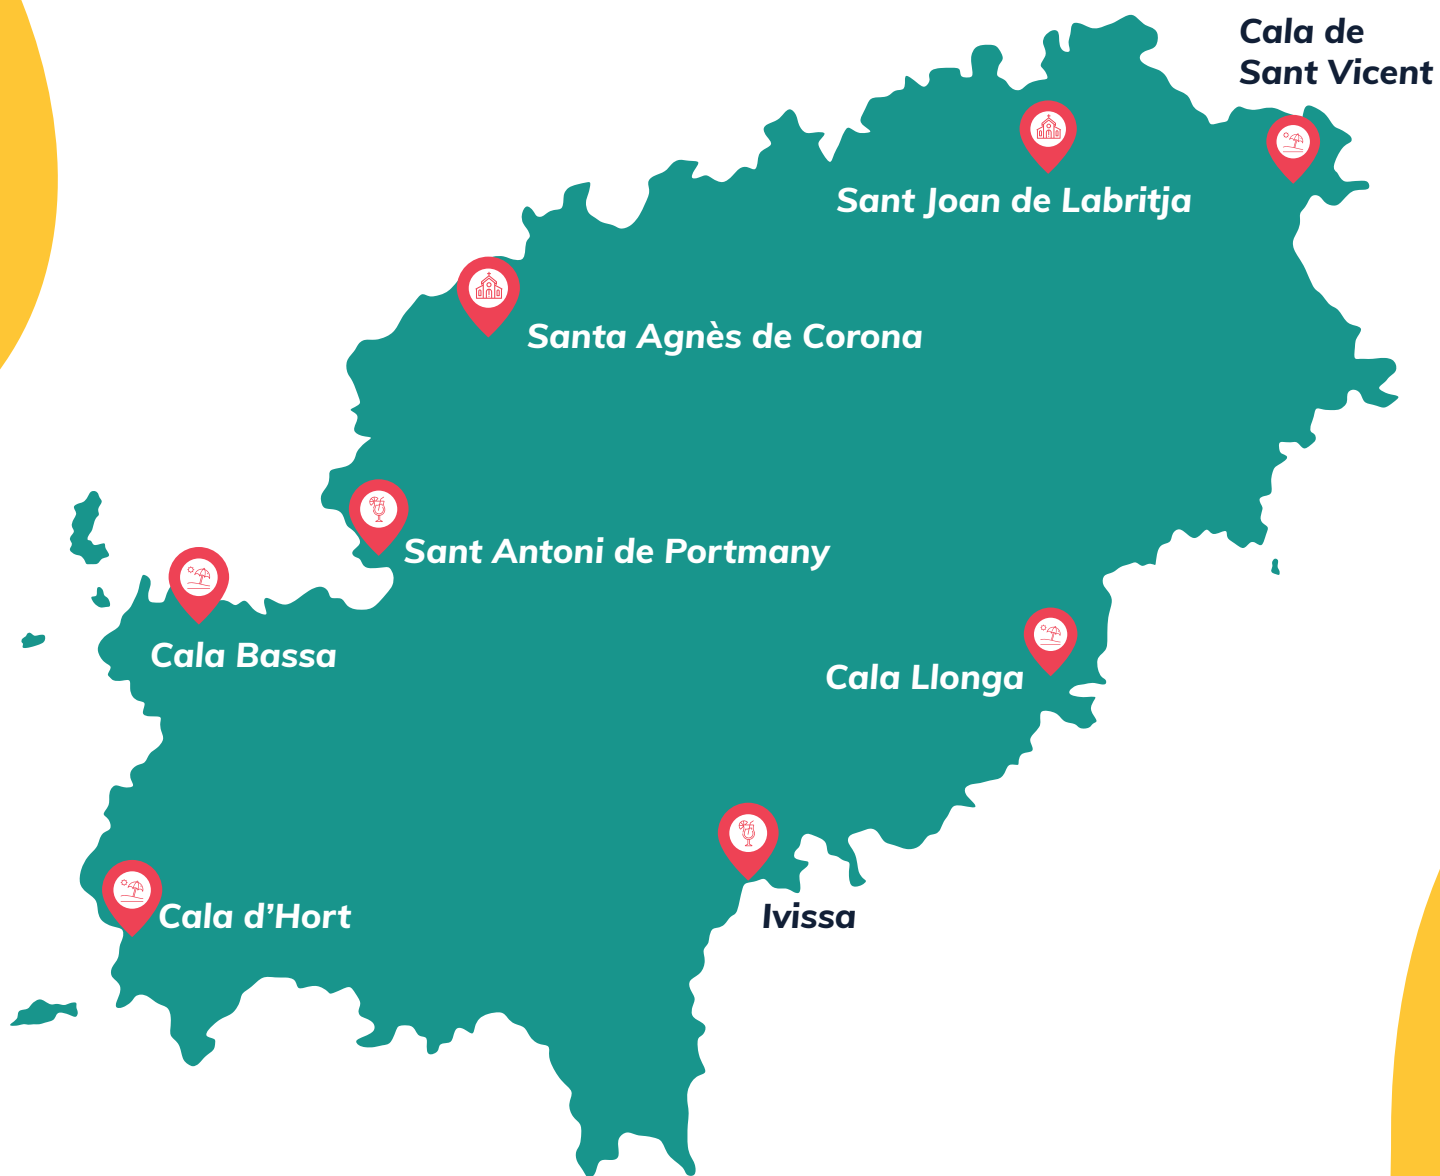 Cala de
Sant Vicent
Sant Joan de Labritja
Santa Agnès de Corona
Sant Antoni de Portmany
Cala Bassa
Cala Llonga
Cala d’Hort
Ivissa